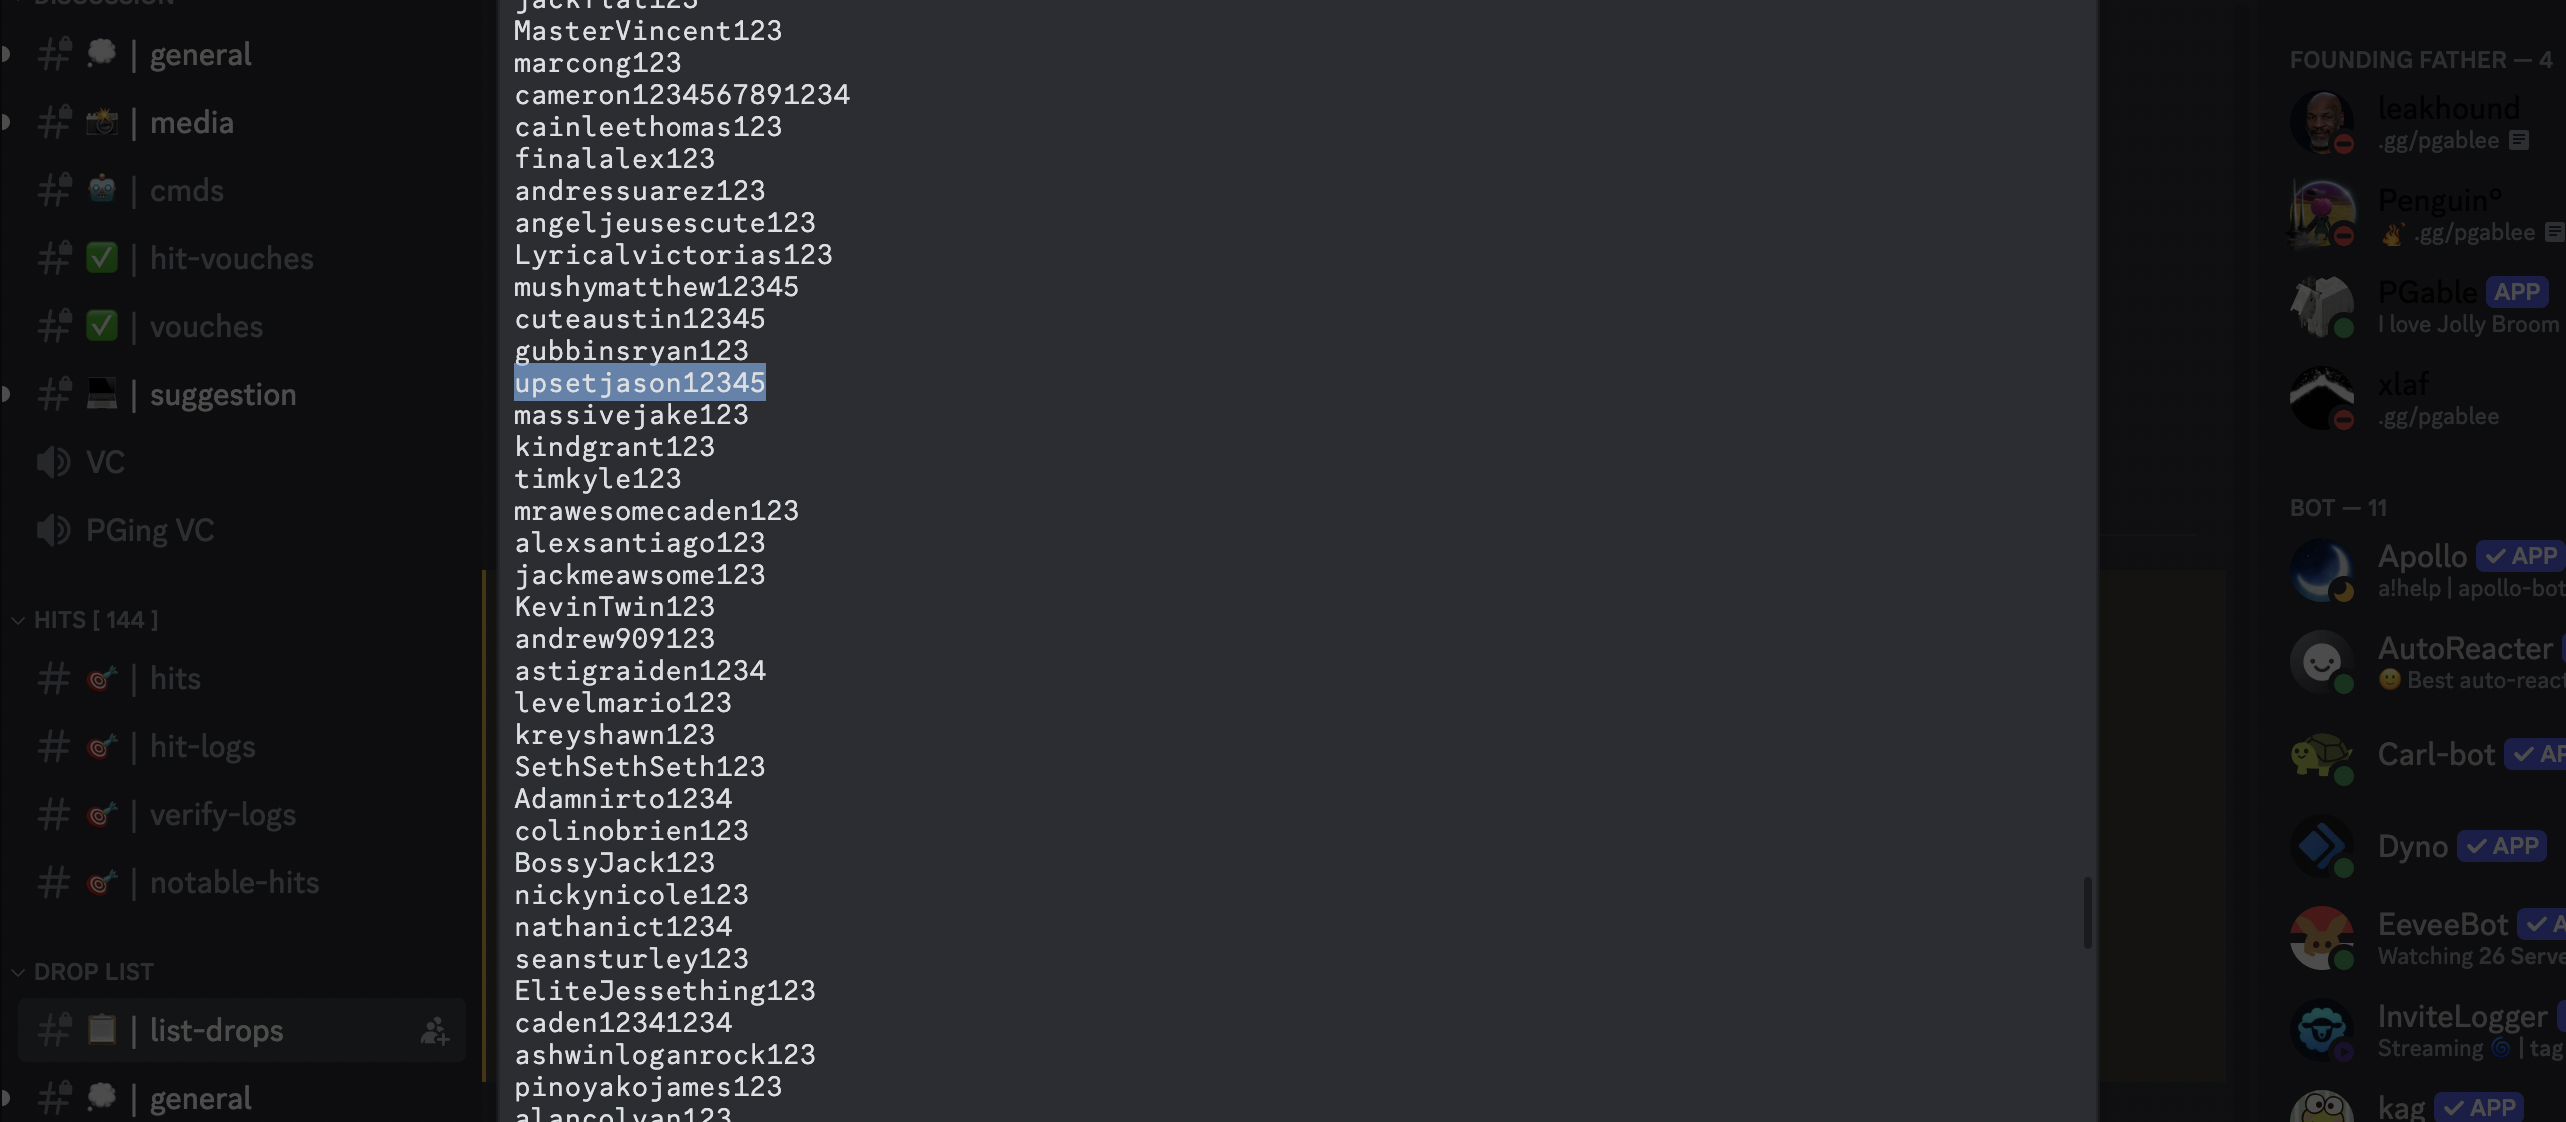 DISCUSSION
general
media
cmds
hit-vouches
vouches
suggestion
VC
PGing VC
HITS [ 144 ]
hits
hit-logs
verify-logs
notable-hits
DROP LIST
list-drops
general
jackflat123
MasterVincent123
marcong123
cameron1234567891234
cainleethomas123
finalalex123
andressuarez123
angeljeusescute123
Lyricalvictorias123
mushymatthew12345
cuteaustin12345
gubbinsryan123
upsetjason12345
massivejake123
kindgrant123
timkyle123
mrawesomecaden123
alexsantiago123
jackmeawsome123
KevinTwin123
andrew909123
astigraiden1234
levelmario123
kreyshawn123
SethSethSeth123
Adamnirto1234
colinobrien123
BossyJack123
nickynicole123
nathanict1234
seansturley123
EliteJessething123
caden12341234
ashwinloganrock123
pinoyakojames123
alancolyan123
FOUNDING FATHER — 4
leakhound
.gg/pgablee
Penguin°
.gg/pgablee
PGable APP
I love Jolly Broom
xlaf
.gg/pgablee
BOT — 11
Apollo APP
a!help | apollo-bot
AutoReacter
Best auto-react
Carl-bot AP
Dyno APP
EeveeBot A
Watching 26 Serve
InviteLogger
Streaming | tag
kag APP